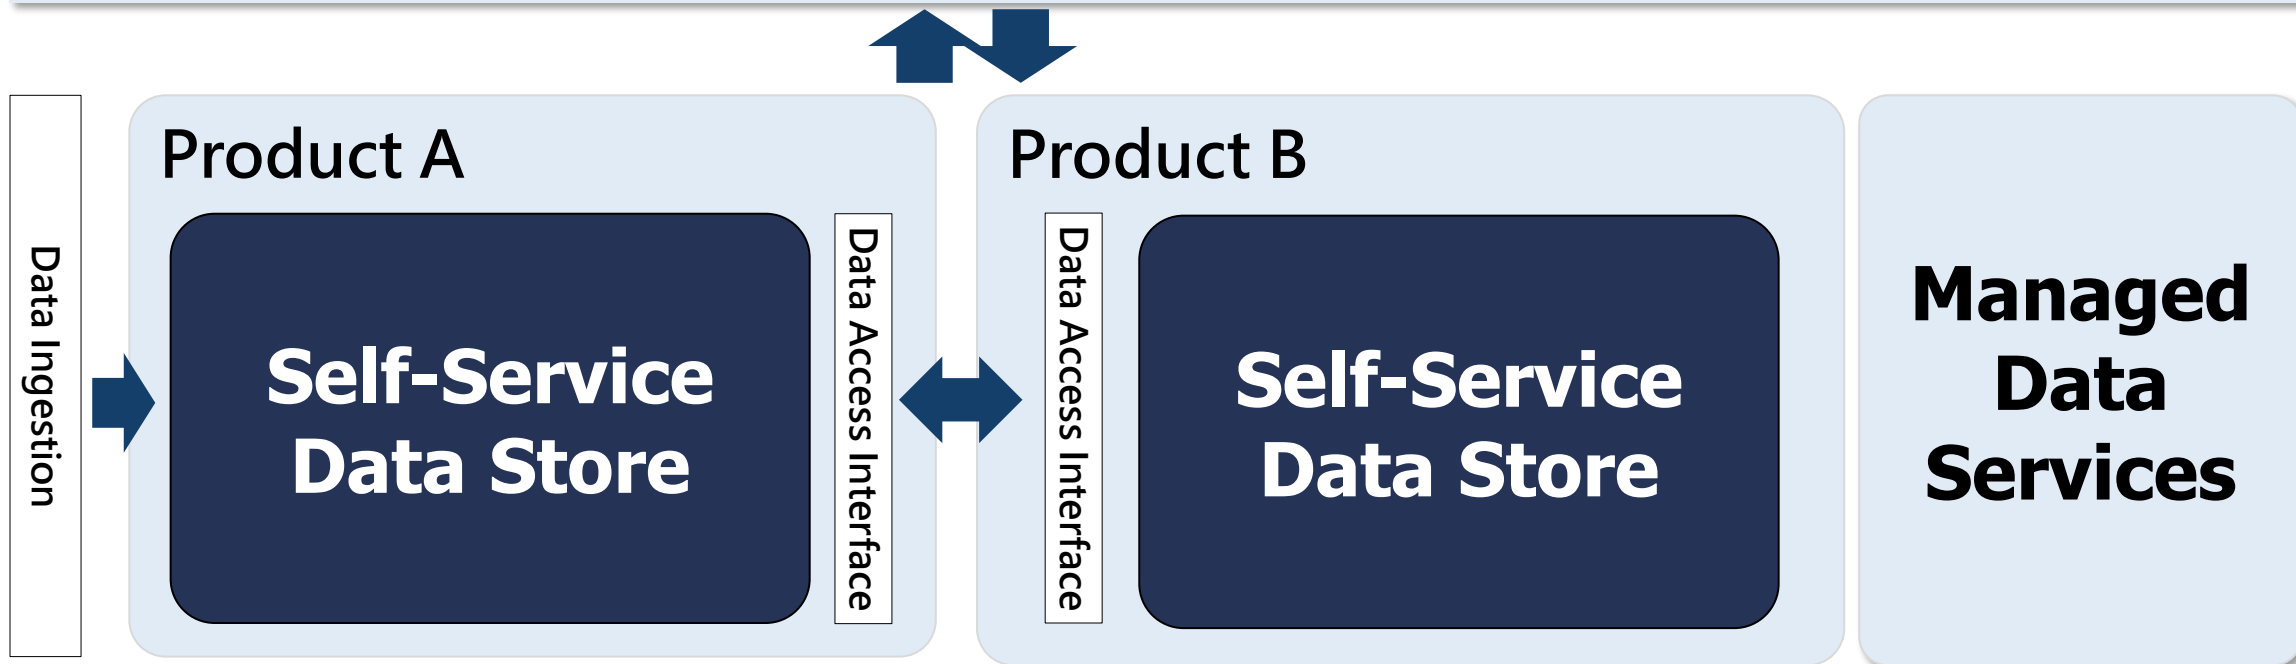 Data Ingestion
Product A
Self-Service
Data Store
Data Access Interface
Product B
Data Access Interface
Self-Service
Data Store
Managed
Data
Services